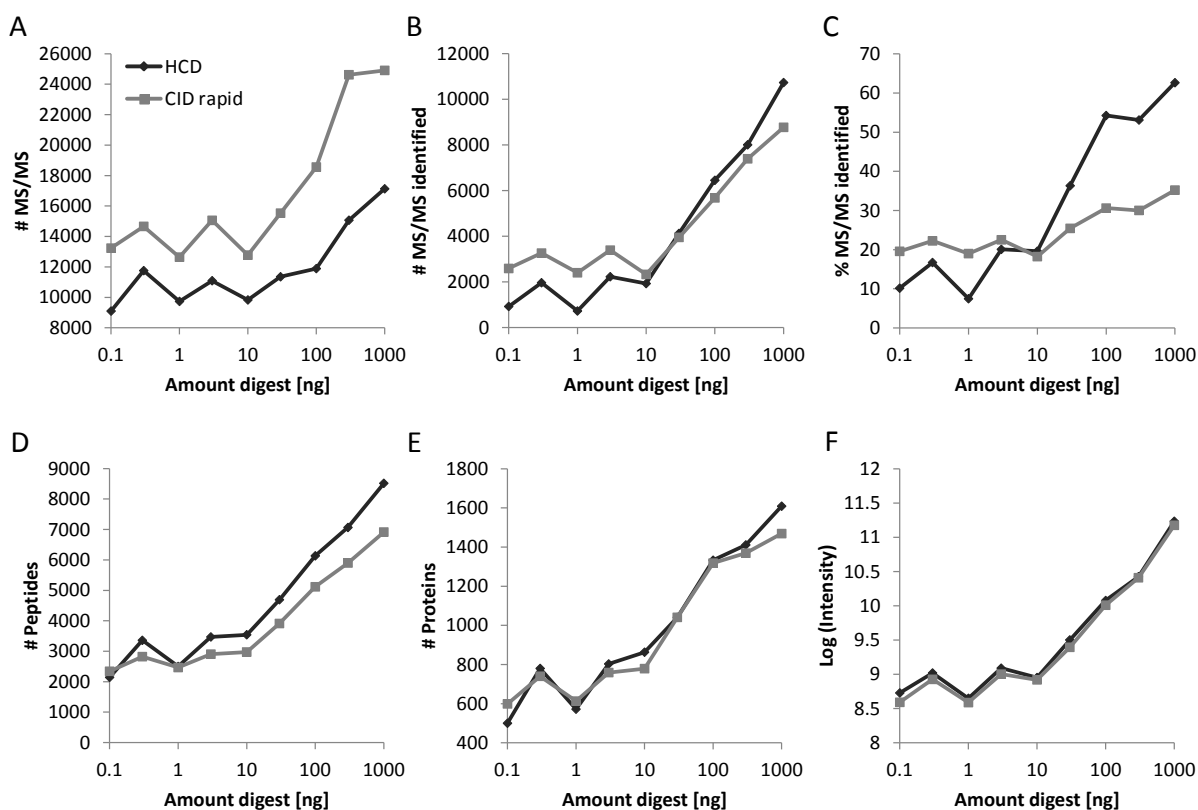 A
# MS/MS
26000
24000
22000
20000
18000
16000
14000
12000
10000
8000
HCD
CID rapid
0.1 1 10 100 1000
Amount digest [ng]
B
# MS/MS identified
12000
10000
8000
6000
4000
2000
0
0.1 1 10 100 1000
Amount digest [ng]
C
% MS/MS identified
70
60
50
40
30
20
10
0
0.1 1 10 100 1000
Amount digest [ng]
D
# Peptides
9000
8000
7000
6000
5000
4000
3000
2000
1000
0
0.1 1 10 100 1000
Amount digest [ng]
E
# Proteins
1800
1600
1400
1200
1000
800
600
400
0.1 1 10 100 1000
Amount digest [ng]
F
Log (Intensity)
12
11.5
11
10.5
10
9.5
9
8.5
8
0.1 1 10 100 1000
Amount digest [ng]